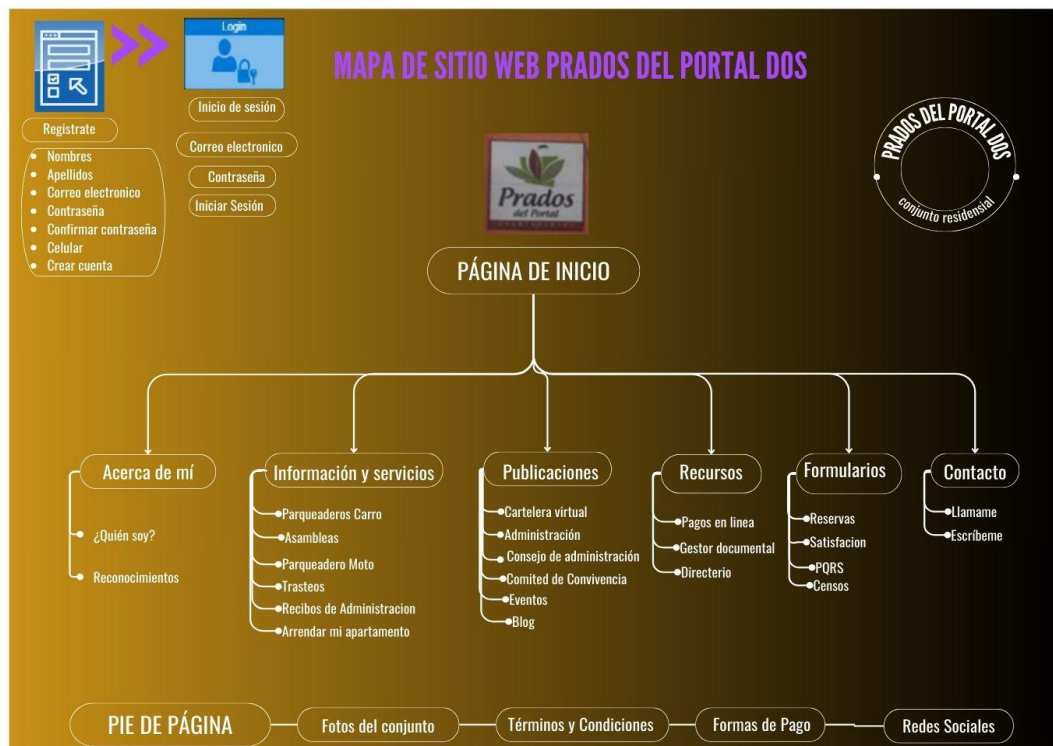 Login
MAPA DE SITIO WEB PRADOS DEL PORTAL DOS
Registrate
Nombres
Apellidos
Correo electronico
Contraseña
Confirmar contraseña
Celular
Crear cuenta
Inicio de sesión
Correo electronico
Contraseña
Iniciar Sesión
Prados
del Portal
PRADOS DEL PORTAL DOS
conjunto residensial
PÁGINA DE INICIO
Acerca de mí
¿Quién soy?
Reconocimientos
Información y servicios
Parqueaderos Carro
Asambleas
Parqueadero Moto
Trasteos
Recibos de Administracion
Arrendar mi apartamento
Publicaciones
Cartelera virtual
Administración
Consejo de administración
Comited de Convivencia
Eventos
Blog
Recursos
Pagos en linea
Gestor documental
Directerio
Formularios
Reservas
Satisfacion
PQRS
Censos
Contacto
Llamame
Escríbeme
PIE DE PÁGINA
Fotos del conjunto
Términos y Condiciones
Formas de Pago
Redes Sociales